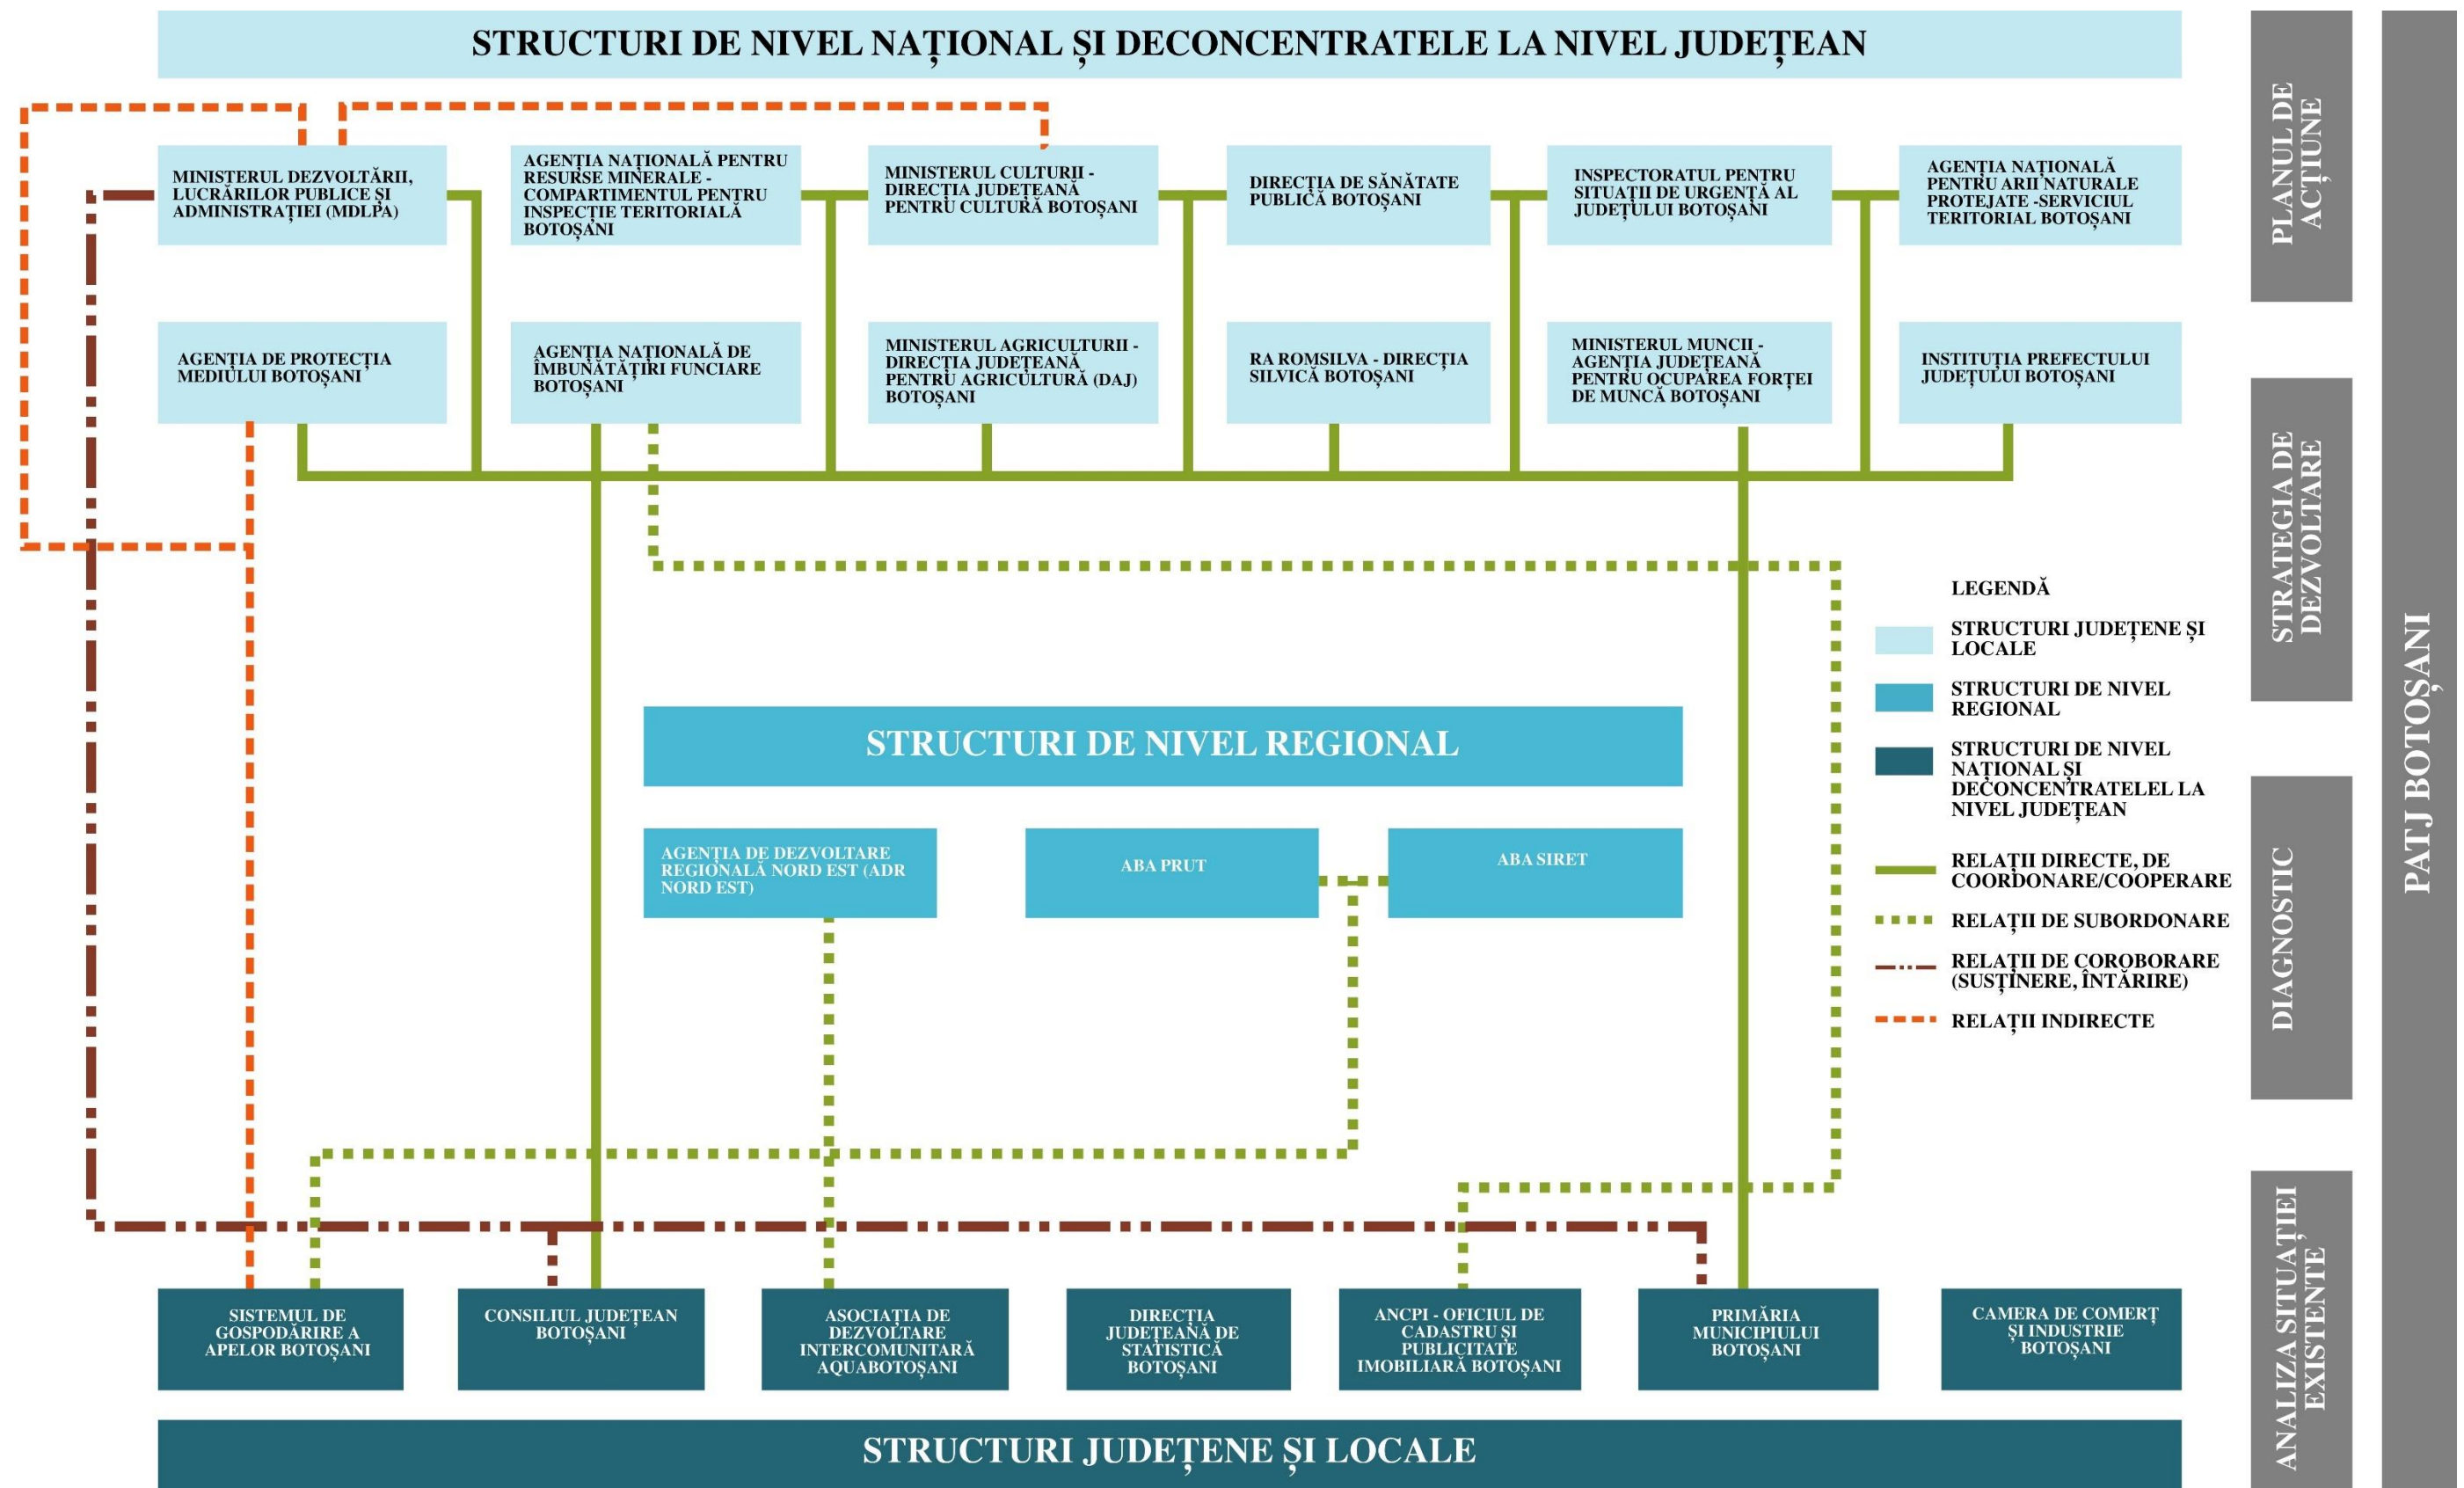 STRUCTURI DE NIVEL NAȚIONAL ȘI DECONCENTRATELE LA NIVEL JUDEȚEAN
MINISTERUL DEZVOLTĂRII,
LUCRĂRILOR PUBLICE ȘI
ADMINISTRAȚIEI (MDLPA)
AGENȚIA NAȚIONALĂ PENTRU
RESURSE MINERALE -
COMPARTIMENTUL PENTRU
INSPECȚIE TERITORIALĂ
BOTOȘANI
MINISTERUL CULTURII -
DIRECȚIA JUDEȚEANĂ
PENTRU CULTURĂ BOTOȘANI
DIRECȚIA DE SĂNĂTATE
PUBLICĂ BOTOȘANI
INSPECTORATUL PENTRU
SITUAȚII DE URGENȚĂ AL
JUDEȚULUI BOTOȘANI
AGENȚIA NAȚIONALĂ
PENTRU ARII NATURALE
PROTEJATE -SERVICIUL
TERITORIAL BOTOȘANI
AGENȚIA DE PROTECȚIA
MEDIULUI BOTOȘANI
AGENȚIA NAȚIONALĂ DE
ÎMBUNĂTĂȚIRI FUNCIARE
BOTOȘANI
MINISTERUL AGRICULTURII -
DIRECȚIA JUDEȚEANĂ
PENTRU AGRICULTURĂ (DAJ)
BOTOȘANI
RA ROMSILVA - DIRECȚIA
SILVICĂ BOTOȘANI
MINISTERUL MUNCII -
AGENȚIA JUDEȚEANĂ
PENTRU OCUPAREA FORȚEI
DE MUNCĂ BOTOȘANI
INSTITUȚIA PREFECTULUI
JUDEȚULUI BOTOȘANI
STRUCTURI DE NIVEL REGIONAL
AGENȚIA DE DEZVOLTARE
REGIONALĂ NORD EST (ADR
NORD EST)
ABA PRUT
ABA SIRET
LEGENDĂ
STRUCTURI JUDEȚENE ȘI
LOCALE
STRUCTURI DE NIVEL
REGIONAL
STRUCTURI DE NIVEL
NAȚIONAL ȘI
DECONCENTRATELEL LA
NIVEL JUDEȚEAN
RELAȚII DIRECTE, DE
COORDONARE/COOPERARE
RELAȚII DE SUBORDONARE
RELAȚII DE COROBORARE
(SUSȚINERE, ÎNTĂRIRE)
RELAȚII INDIRECTE
SISTEMUL DE
GOSPODĂRIRE A
APELOR BOTOȘANI
CONSILIUL JUDEȚEAN
BOTOȘANI
ASOCIAȚIA DE
DEZVOLTARE
INTERCOMUNITARĂ
AQUABOTOȘANI
DIRECȚIA
JUDEȚEANĂ DE
STATISTICĂ
BOTOȘANI
ANCPI - OFICIUL DE
CADASTRU ȘI
PUBLICITATE
IMOBILIARĂ BOTOȘANI
PRIMĂRIA
MUNICIPIULUI
BOTOȘANI
CAMERA DE COMERȚ
ȘI INDUSTRIE
BOTOȘANI
STRUCTURI JUDEȚENE ȘI LOCALE
PLANUL DE
ACȚIUNE
STRATEGIA DE
DEZVOLTARE
DIAGNOSTIC
ANALIZA SITUAȚIEI
EXISTENTE
PATJ BOTOȘANI